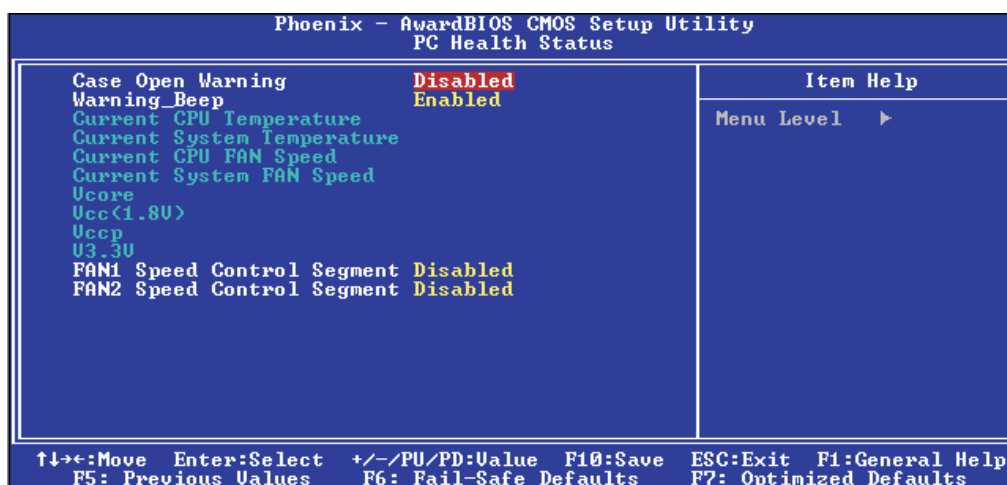 Phoenix - AwardBIOS CMOS Setup Utility
PC Health Status
Case Open Warning Disabled
Warning_Beep Enabled
Current CPU Temperature
Current System Temperature
Current CPU FAN Speed
Current System FAN Speed
Vcore
Vcc(1.8V)
Vccp
V3.3V
FAN1 Speed Control Segment Disabled
FAN2 Speed Control Segment Disabled
Item Help
Menu Level ►
↑↓→←:Move Enter:Select +/-/PU/PD:Value F10:Save ESC:Exit F1:General Help
F5: Previous Values F6: Fail-Safe Defaults F7: Optimized Defaults